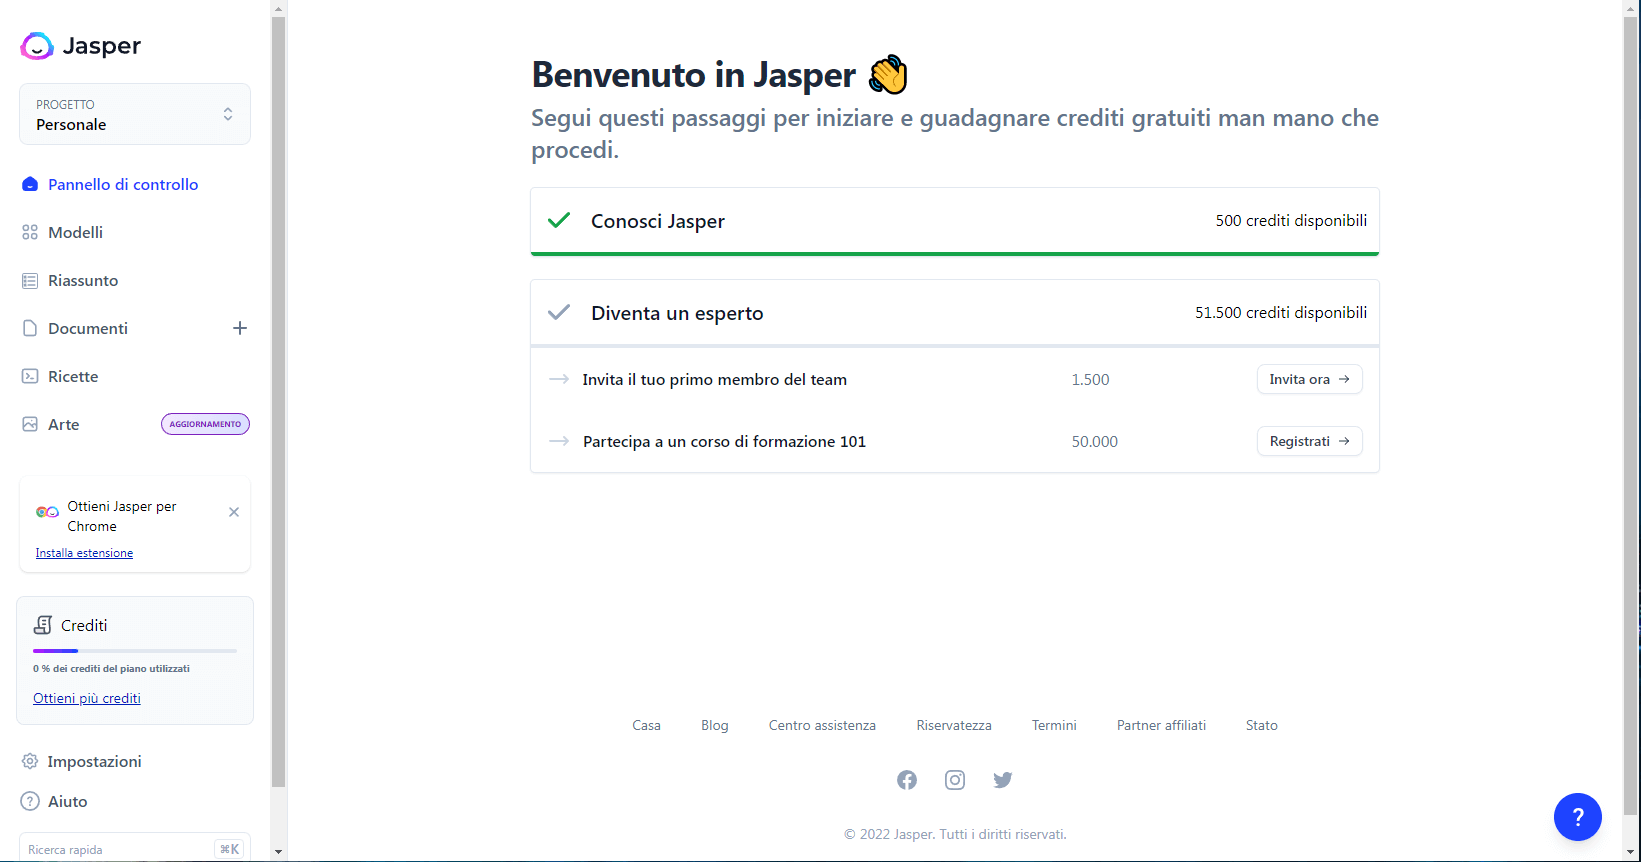 Jasper
PROGETTO
Personale
Pannello di controllo
Modelli
Riassunto
Documenti
Ricette
Arte
AGGIORNAMENTO
Ottieni Jasper per
Chrome
Installa estensione
Crediti
0 % dei crediti del piano utilizzati
Ottieni più crediti
Impostazioni
Aiuto
Ricerca rapida ⌘K
Benvenuto in Jasper 👋
Segui questi passaggi per iniziare e guadagnare crediti gratuiti man mano che
procedi.
Conosci Jasper 500 crediti disponibili
Diventa un esperto 51.500 crediti disponibili
Invita il tuo primo membro del team 1.500 Invita ora →
Partecipa a un corso di formazione 101 50.000 Registrati →
Casa Blog Centro assistenza Riservatezza Termini Partner affiliati Stato
© 2022 Jasper. Tutti i diritti riservati.
?